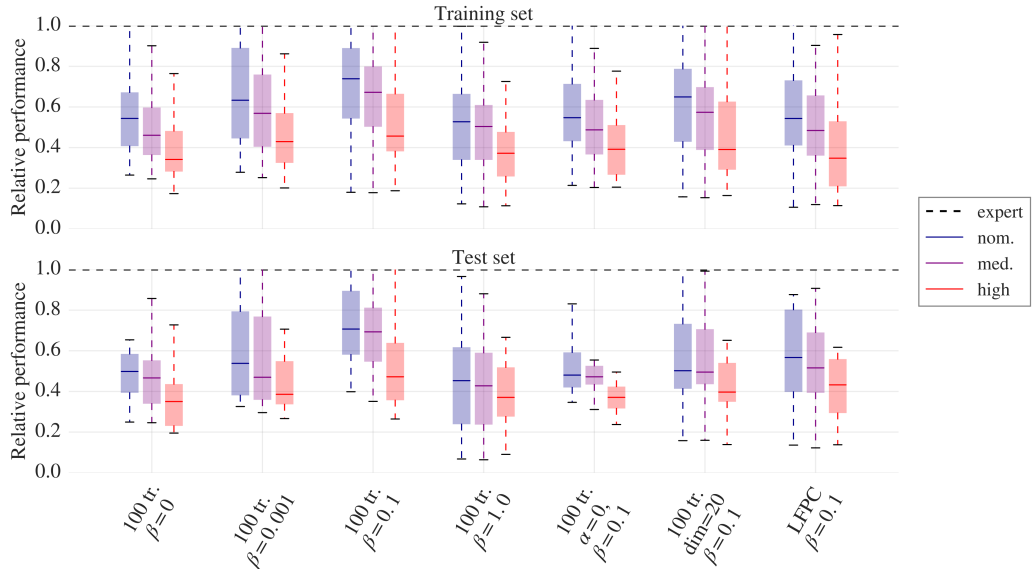 Training set
Relative performance
1.0
0.8
0.6
0.4
0.2
0.0
Test set
Relative performance
1.0
0.8
0.6
0.4
0.2
0.0
100 tr.
β=0
100 tr.
β=0.001
100 tr.
β=0.1
100 tr.
β=1.0
100 tr.
α=0,
β=0.1
100 tr.
dim=20
β=0.1
LFPC
β=0.1
expert
nom.
med.
high